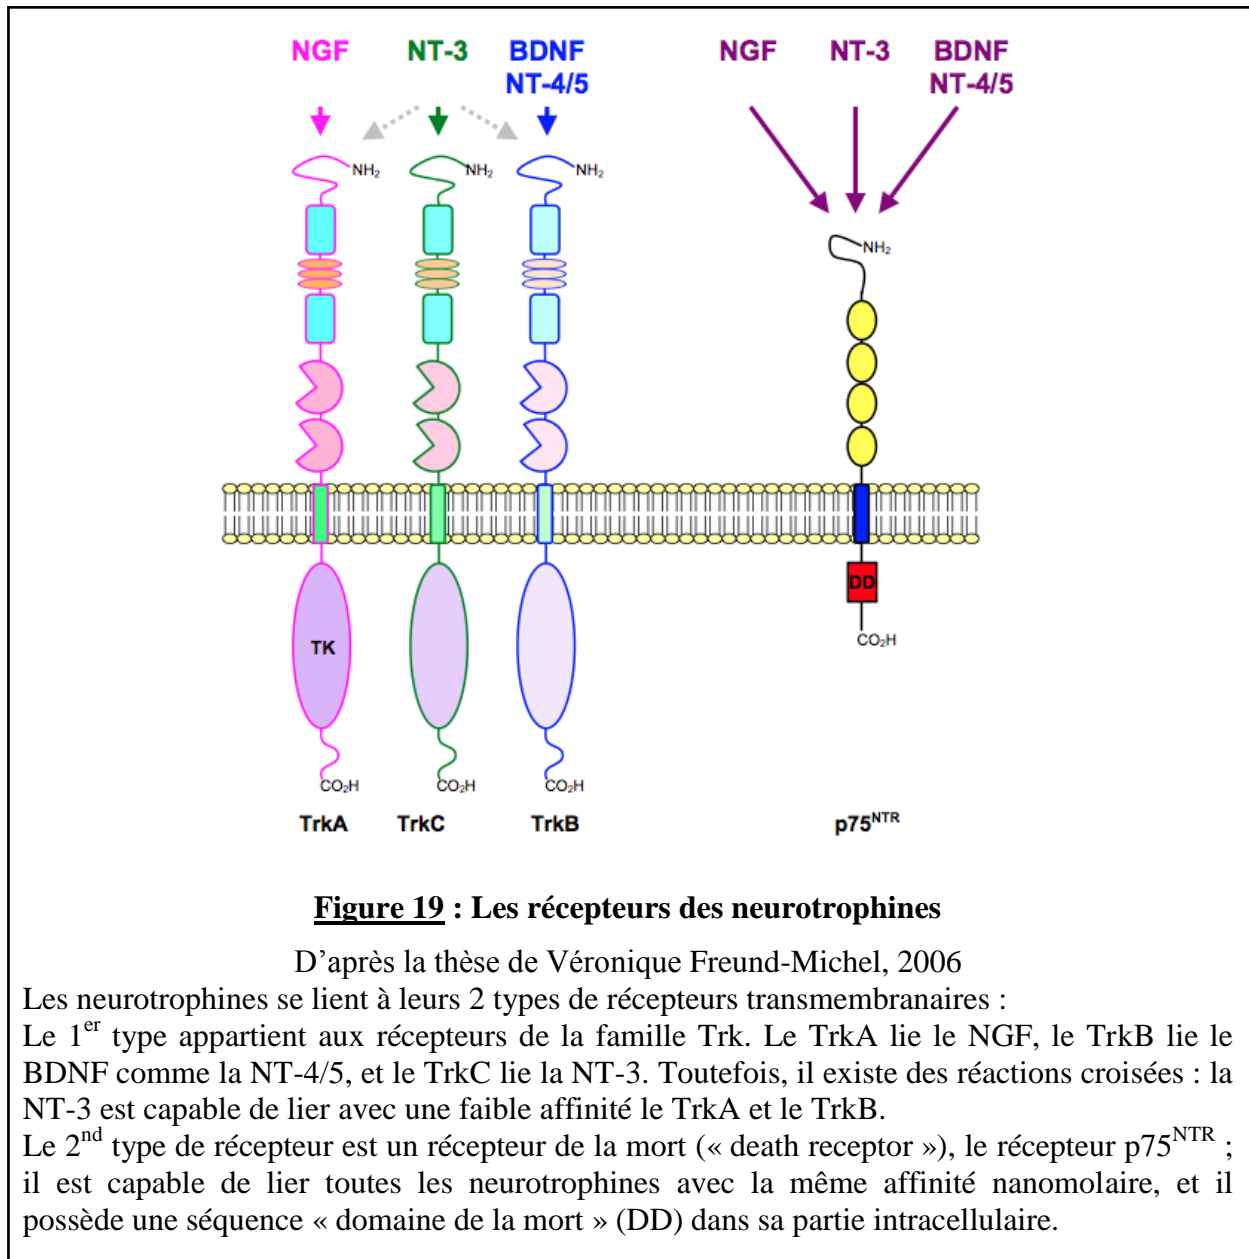 NGF NT-3 BDNF NGF NT-3 BDNF
NT-4/5 NT-4/5
NH2 NH2 NH2
NH2
DD
TK
CO2H
CO2H CO2H CO2H
TrkA TrkC TrkB p75NTR
Figure 19 : Les récepteurs des neurotrophines
D’après la thèse de Véronique Freund-Michel, 2006
Les neurotrophines se lient à leurs 2 types de récepteurs transmembranaires :
Le 1er type appartient aux récepteurs de la famille Trk. Le TrkA lie le NGF, le TrkB lie le
BDNF comme la NT-4/5, et le TrkC lie la NT-3. Toutefois, il existe des réactions croisées : la
NT-3 est capable de lier avec une faible affinité le TrkA et le TrkB.
Le 2nd type de récepteur est un récepteur de la mort (« death receptor »), le récepteur p75NTR ;
il est capable de lier toutes les neurotrophines avec la même affinité nanomolaire, et il
possède une séquence « domaine de la mort » (DD) dans sa partie intracellulaire.